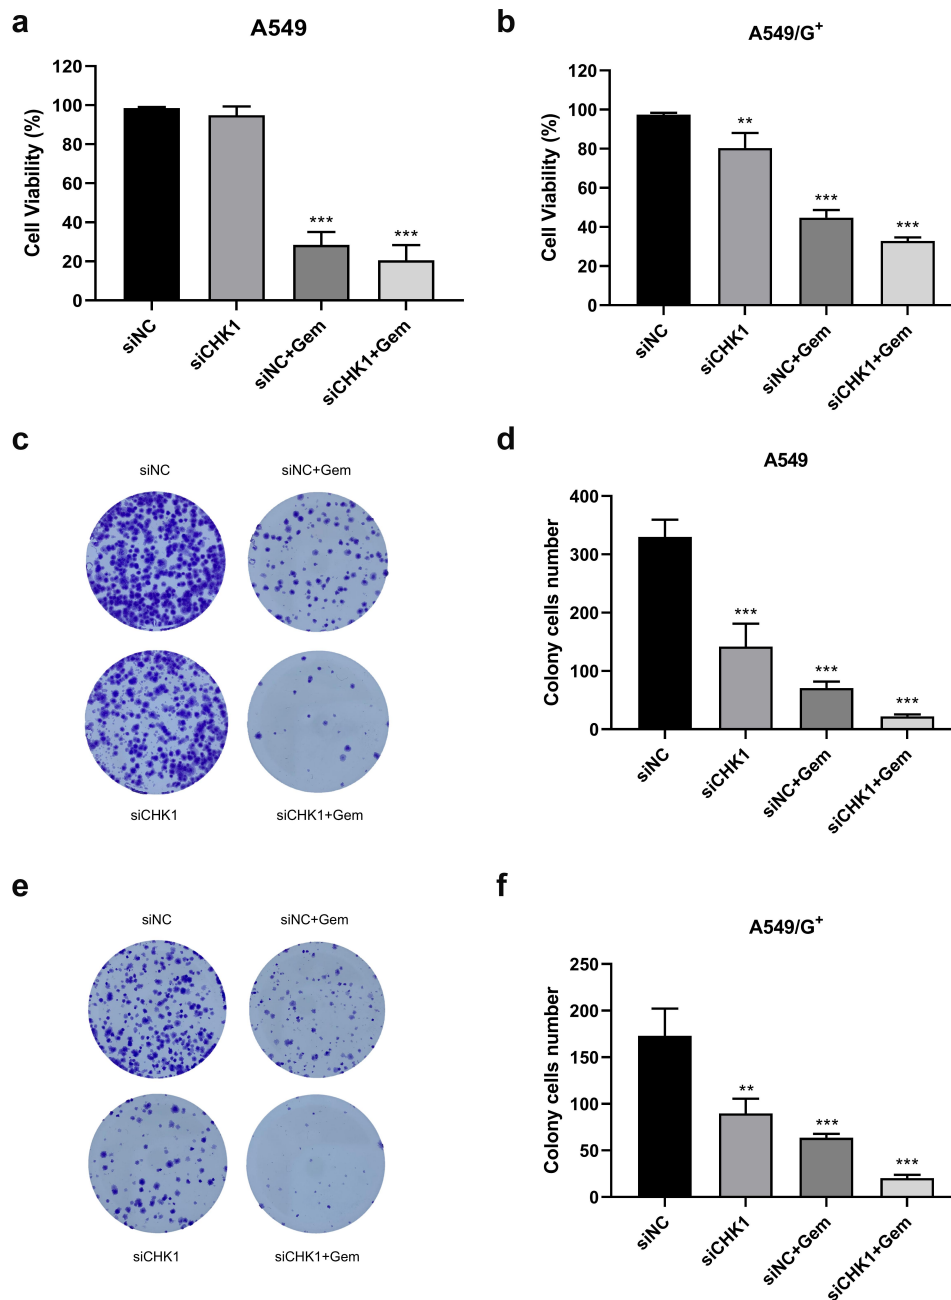 a
A549
Cell Viability (%)
120
100
80
60
40
20
0
***
***
siNC
siCHK1
siNC+Gem
siCHK1+Gem
b
A549/G⁺
Cell Viability (%)
120
100
80
60
40
20
0
**
***
***
siNC
siCHK1
siNC+Gem
siCHK1+Gem
c
siNC
siNC+Gem
siCHK1
siCHK1+Gem
d
A549
Colony cells number
400
300
200
100
0
***
***
***
siNC
siCHK1
siNC+Gem
siCHK1+Gem
e
siNC
siNC+Gem
siCHK1
siCHK1+Gem
f
A549/G⁺
Colony cells number
250
200
150
100
50
0
**
***
***
siNC
siCHK1
siNC+Gem
siCHK1+Gem